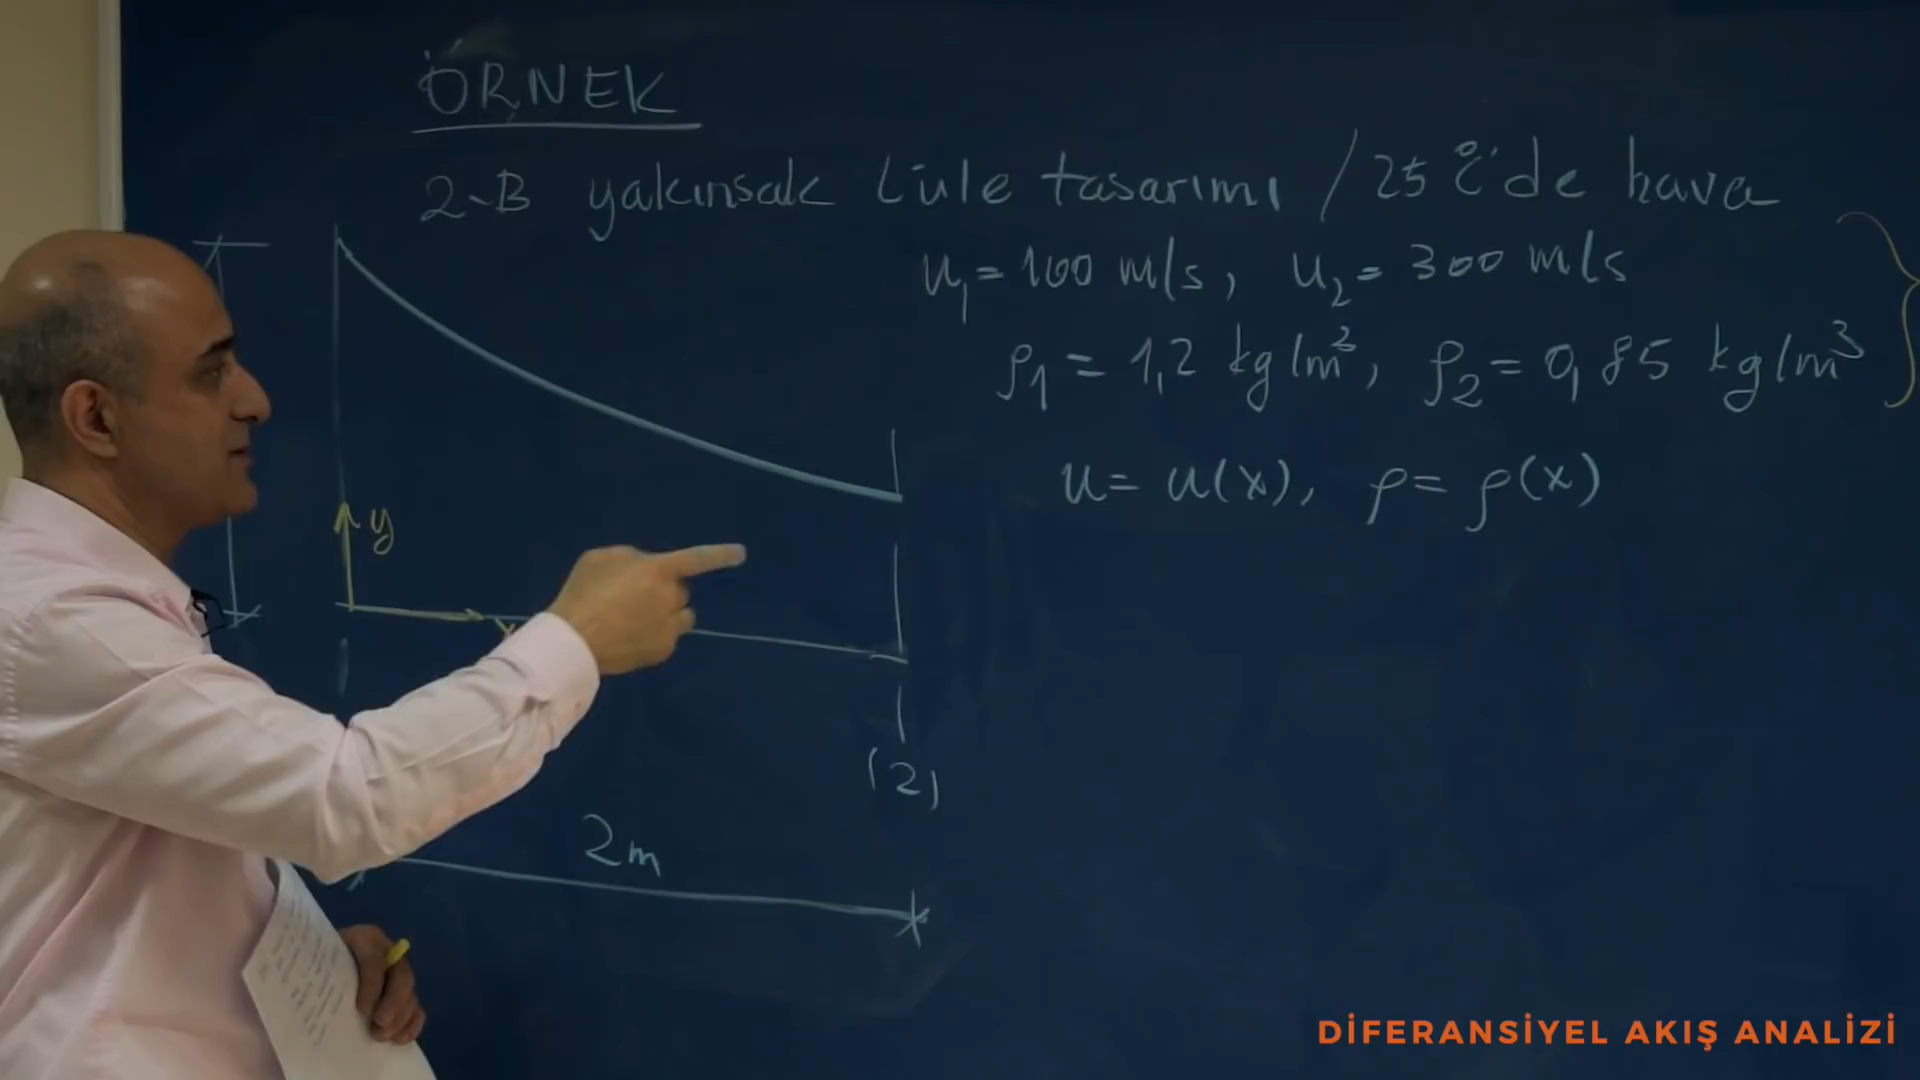 ÖRNEK
2-B yakınsak lüle tasarımı / 25 °C'de hava
u₁ = 100 m/s, u₂ = 300 m/s
ρ₁ = 1,2 kg/m³, ρ₂ = 0,85 kg/m³
u = u(x), ρ = ρ(x)
y
x
(2)
2m
DİFERANSİYEL AKIŞ ANALİZİ